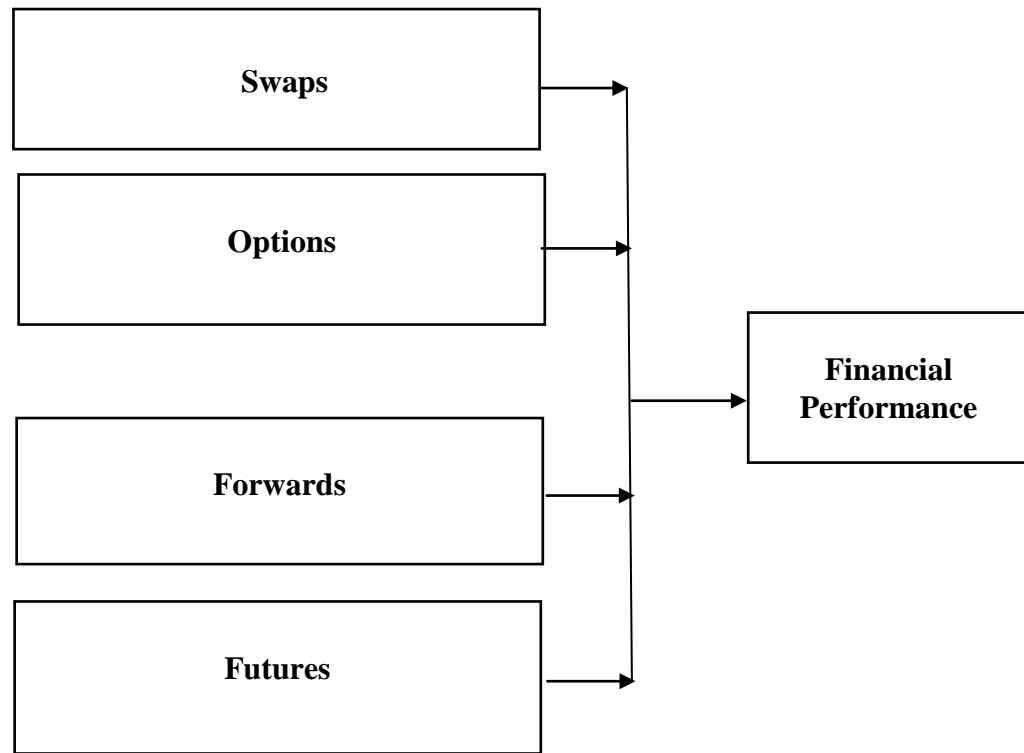 Swaps
Options
Forwards
Futures
Financial
Performance